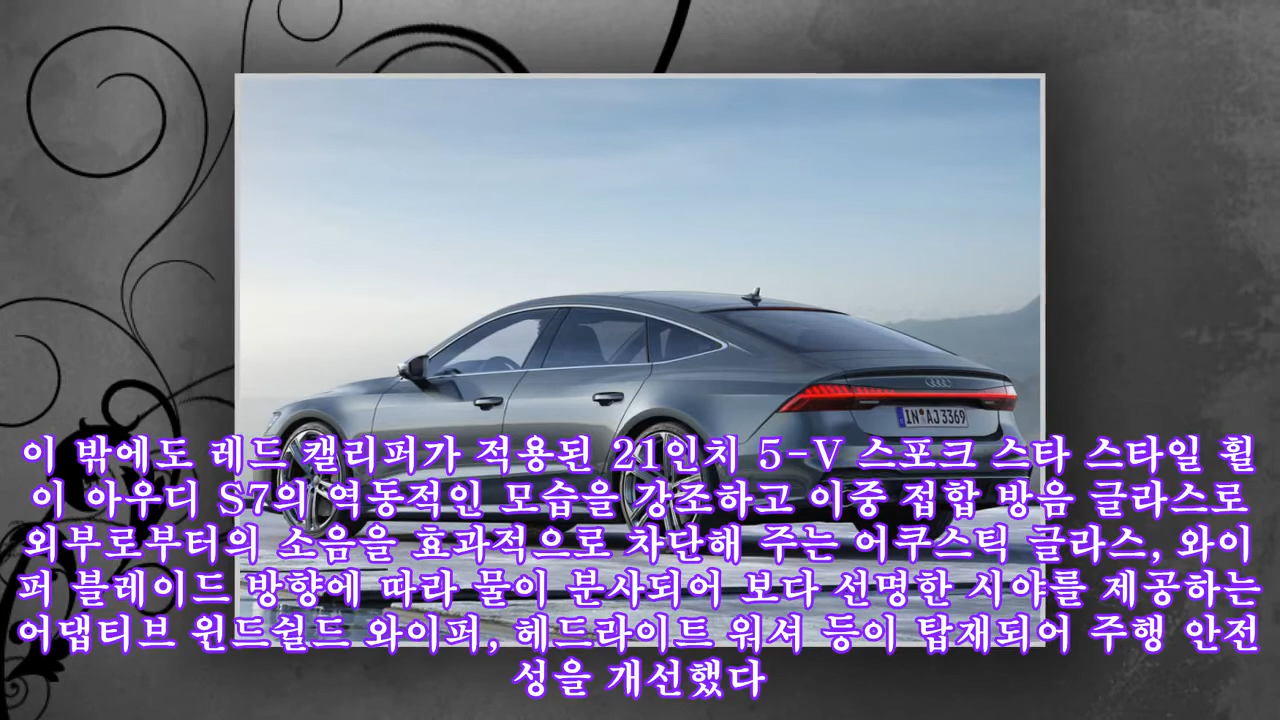 IN AJ 3369
이 밖에도 레드 캘리퍼가 적용된 21인치 5-V 스포크 스타 스타일 휠
이 아우디 S7의 역동적인 모습을 강조하고 이중 접합 방음 글라스로
외부로부터의 소음을 효과적으로 차단해 주는 어쿠스틱 글라스, 와이
퍼 블레이드 방향에 따라 물이 분사되어 보다 선명한 시야를 제공하는
어댑티브 윈드쉴드 와이퍼, 헤드라이트 워셔 등이 탑재되어 주행 안전
성을 개선했다